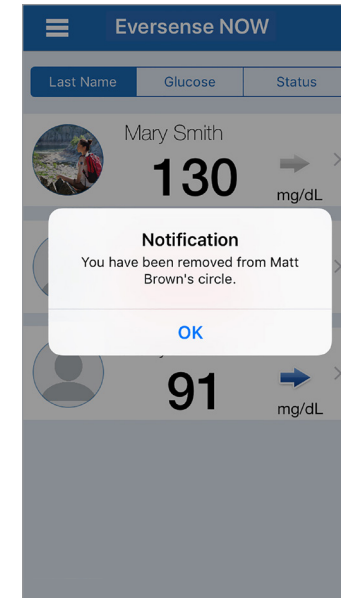 Eversense NOW
Last Name Glucose Status
Mary Smith
130
mg/dL
Notification
You have been removed from Matt
Brown's circle.
OK
91
mg/dL